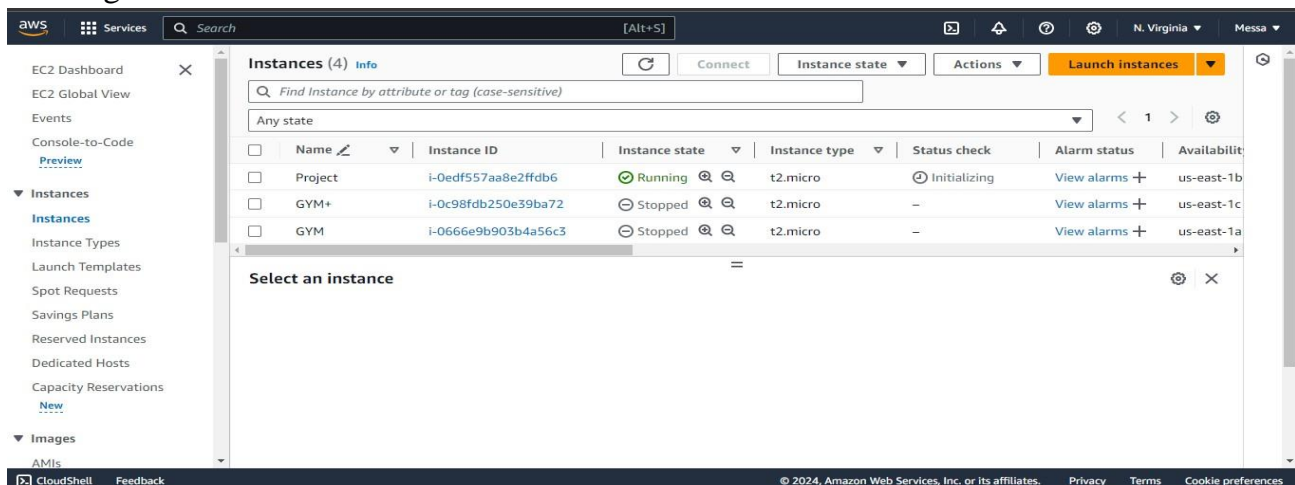 aws Services Search [Alt+S] N. Virginia Messa
EC2 Dashboard
EC2 Global View
Events
Console-to-Code
Preview
Instances
Instances
Instance Types
Launch Templates
Spot Requests
Savings Plans
Reserved Instances
Dedicated Hosts
Capacity Reservations
New
Images
AMIs
Instances (4) Info Connect Instance state Actions Launch instances
Find Instance by attribute or tag (case-sensitive)
Any state 1
Name Instance ID Instance state Instance type Status check Alarm status Availabilit
Project i-0edf557aa8e2ffdb6 Running t2.micro Initializing View alarms + us-east-1b
GYM+ i-0c98fdb250e39ba72 Stopped t2.micro – View alarms + us-east-1c
GYM i-0666e9b903b4a56c3 Stopped t2.micro – View alarms + us-east-1a
Select an instance
CloudShell Feedback © 2024, Amazon Web Services, Inc. or its affiliates. Privacy Terms Cookie preferences